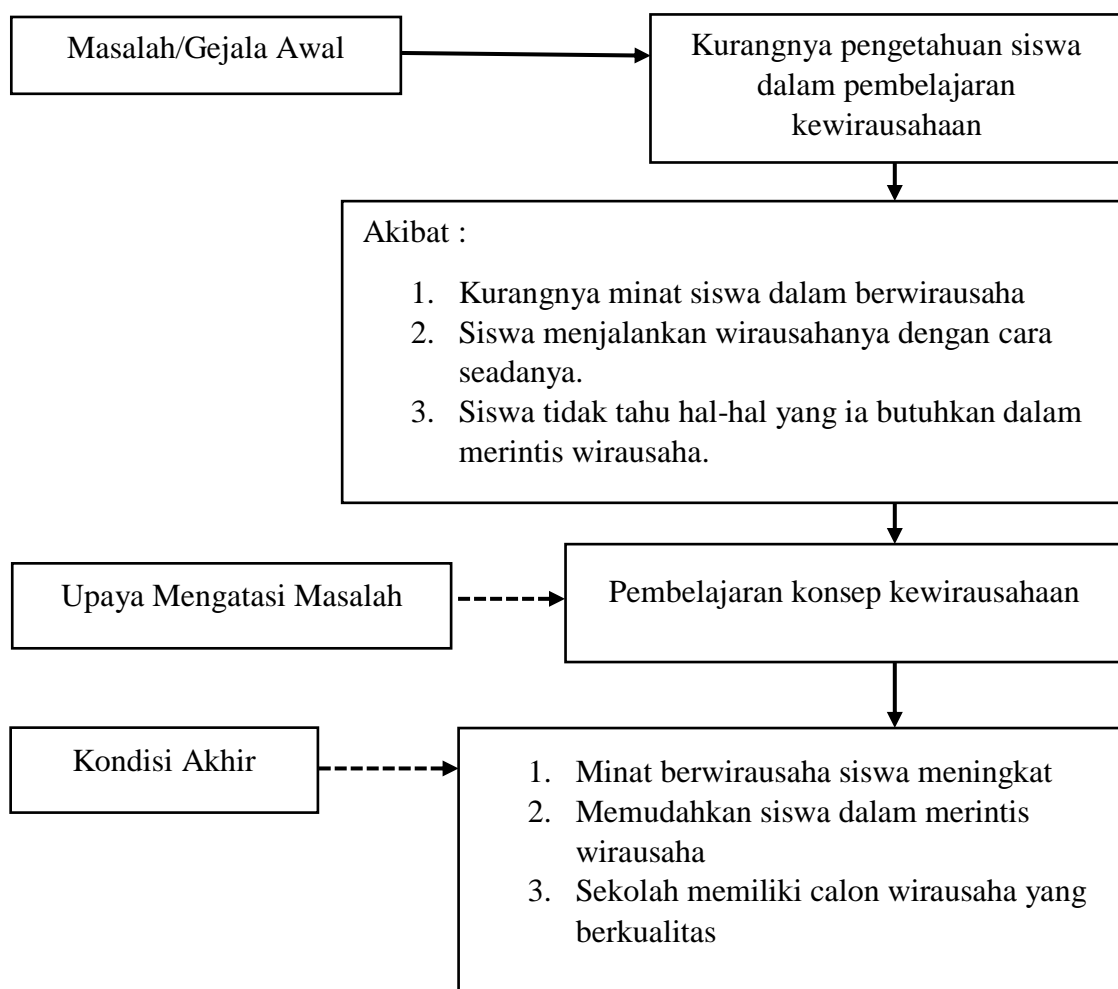 Masalah/Gejala Awal
Kurangnya pengetahuan siswa
dalam pembelajaran
kewirausahaan
Akibat :
1. Kurangnya minat siswa dalam berwirausaha
2. Siswa menjalankan wirausahanya dengan cara
seadanya.
3. Siswa tidak tahu hal-hal yang ia butuhkan dalam
merintis wirausaha.
Upaya Mengatasi Masalah
Pembelajaran konsep kewirausahaan
Kondisi Akhir
1. Minat berwirausaha siswa meningkat
2. Memudahkan siswa dalam merintis
wirausaha
3. Sekolah memiliki calon wirausaha yang
berkualitas